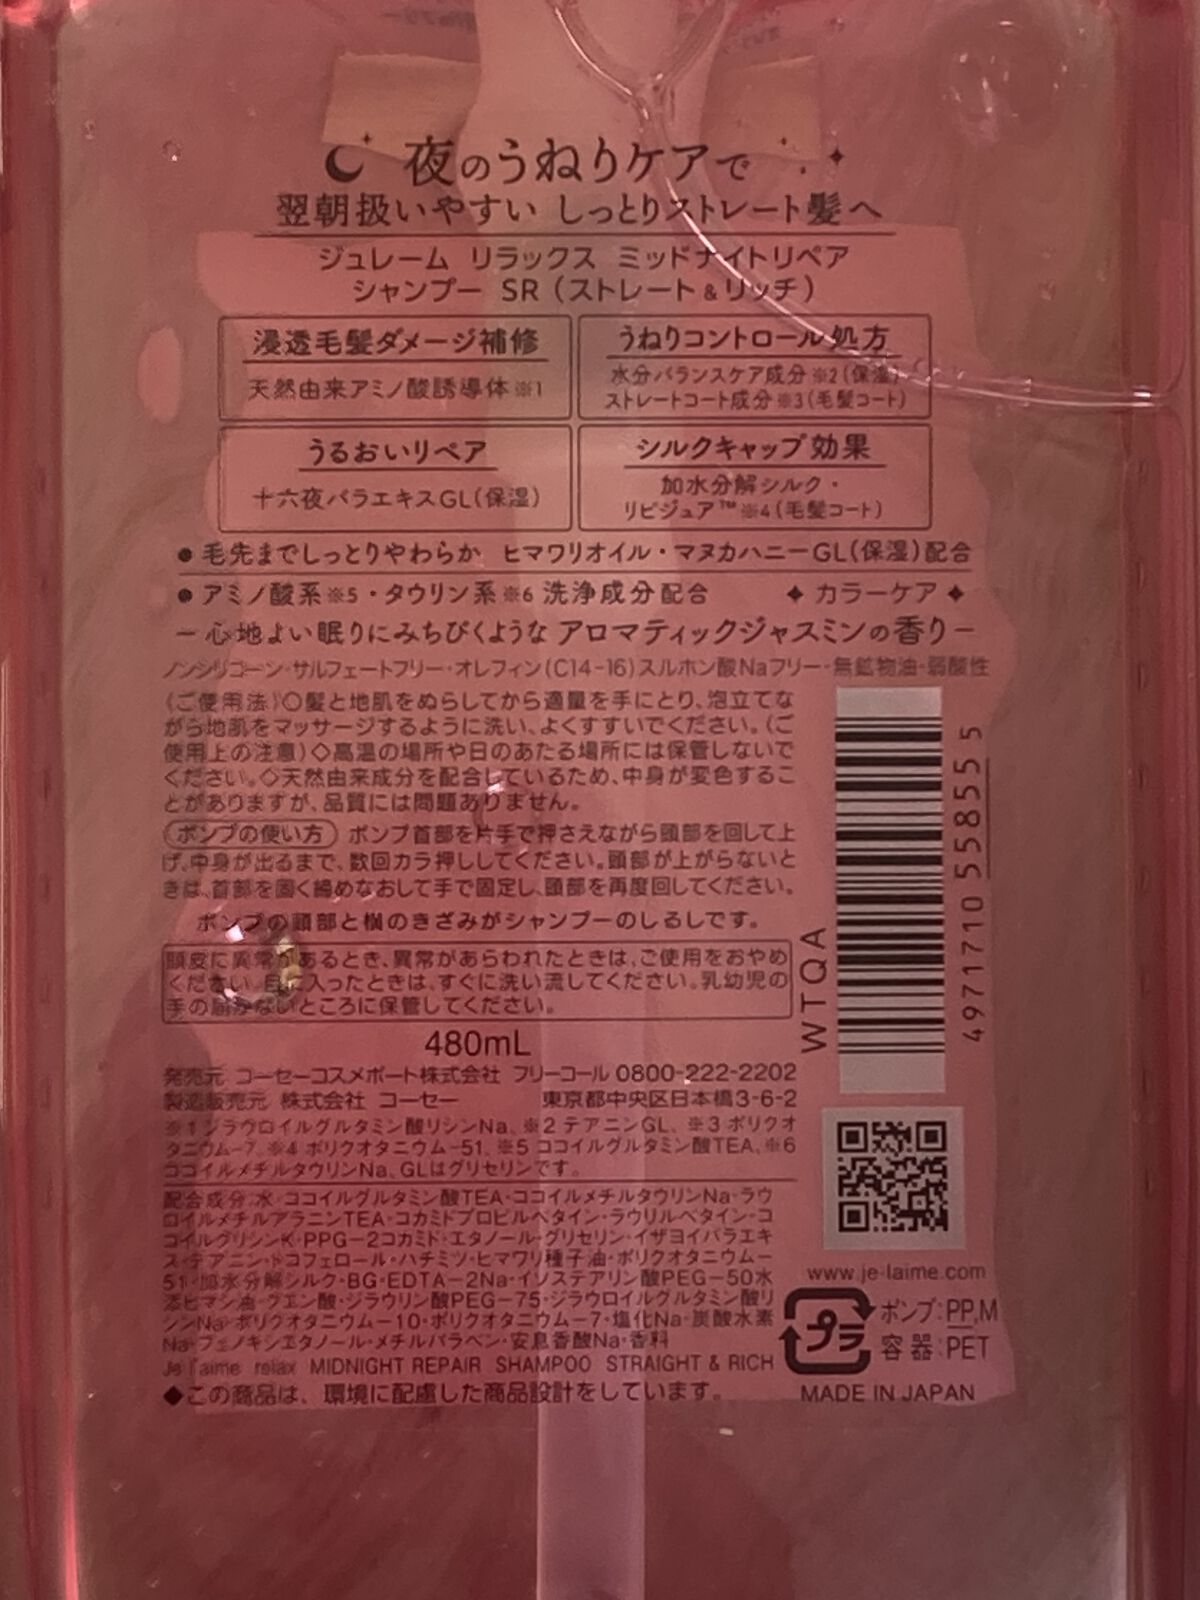 夜のうねりケアで
翌朝扱いやすい しっとりストレート髪へ
ジュレーム リラックス ミッドナイトリペア
シャンプー SR（ストレート＆リッチ）
浸透毛髪ダメージ補修
天然由来アミノ酸誘導体※1
うねりコントロール処方
水分バランスケア成分※2（保湿）
ストレートコート成分※3（毛髪コート）
うるおいリペア
十六夜バラエキスGL（保湿）
シルクキャップ効果
加水分解シルク・
リピジュア™※4（毛髪コート）
●毛先までしっとりやわらか ヒマワリオイル・マヌカハニーGL（保湿）配合
●アミノ酸系※5・タウリン系※6 洗浄成分配合 ◆カラーケア◆
－心地よい眠りにみちびくような アロマティックジャスミンの香り－
ノンシリコーン・サルフェートフリー・オレフィン（C14-16）スルホン酸Naフリー・無鉱物油・弱酸性
〈ご使用法〉◇髪と地肌をぬらしてから適量を手にとり、泡立てな
がら地肌をマッサージするように洗い、よくすすいでください。〈ご
使用上の注意〉◇高温の場所や日のあたる場所には保管しないで
ください。◇天然由来成分を配合しているため、中身が変色するこ
とがありますが、品質には問題ありません。
ポンプの使い方 ポンプ首部を片手で押さえながら頭部を回して上
げ、中身が出るまで、数回カラ押ししてください。頭部が上がらないと
きは、首部を固く締めなおして手で固定し、頭部を再度回してください。
ポンプの頭部と横のきざみがシャンプーのしるしです。
頭皮に異常があるとき、異常があらわれたときは、ご使用をおやめ
ください。目に入ったときは、すぐに洗い流してください。乳幼児の
手の届かないところに保管してください。
480mL
発売元 コーセーコスメポート株式会社 フリーコール 0800-222-2202
製造販売元 株式会社 コーセー 東京都中央区日本橋3-6-2
※1 ジラウロイルグルタミン酸リシンNa、※2 テアニンGL、※3 ポリクオ
タニウム-7、※4 ポリクオタニウム-51、※5 ココイルグルタミン酸TEA、※6
ココイルメチルタウリンNa、GLはグリセリンです。
配合成分：水・ココイルグルタミン酸TEA・ココイルメチルタウリンNa・ラウ
ロイルメチルアラニンTEA・コカミドプロピルベタイン・ラウリルベタイン・コ
コイルグリシンK・PPG-2コカミド・エタノール・グリセリン・イザヨイバラエキ
ス・テアニン・トコフェロール・ハチミツ・ヒマワリ種子油・ポリクオタニウム-
51・加水分解シルク・BG・EDTA-2Na・イソステアリン酸PEG-50水
添ヒマシ油・クエン酸・ジラウリン酸PEG-75・ジラウロイルグルタミン酸リ
シンNa・ポリクオタニウム-10・ポリクオタニウム-7・塩化Na・炭酸水素
Na・フェノキシエタノール・メチルパラベン・安息香酸Na・香料
Je l'aime relax MIDNIGHT REPAIR SHAMPOO STRAIGHT & RICH
◆この商品は、環境に配慮した商品設計をしています。
WTQA
4971710 558555
www.je-laime.com
プラ
ポンプ：PP,M
容器：PET
MADE IN JAPAN